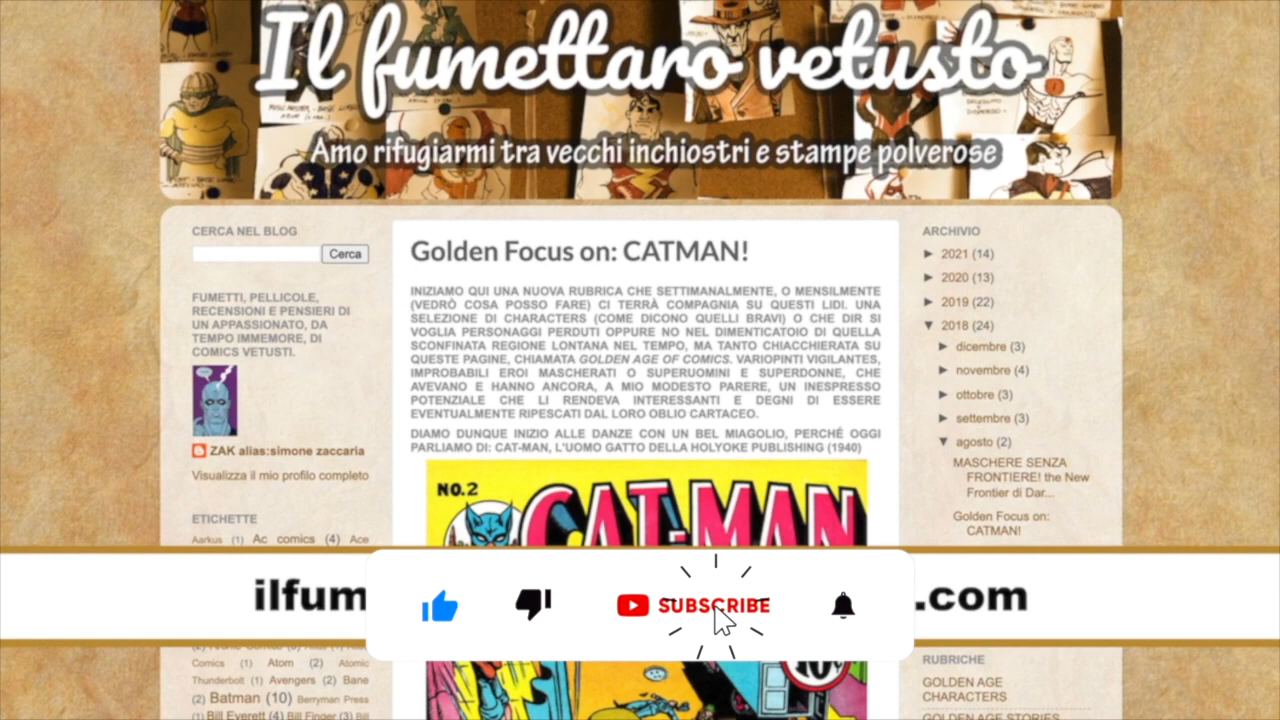 Il fumettaro vetusto
Amo rifugiarmi tra vecchi inchiostri e stampe polverose
CERCA NEL BLOG
Cerca
FUMETTI, PELLICOLE,
RECENSIONI E PENSIERI DI
UN APPASSIONATO, DA
TEMPO IMMEMORE, DI
COMICS VETUSTI.
ZAK alias:simone zaccaria
Visualizza il mio profilo completo
ETICHETTE
Aarkus (1) Ac comics (4) Ace
Comics (1) Atom (2) Atomic
Thunderbolt (1) Avengers (2) Bane
(2) Batman (10) Berryman Press
(1) Bill Everett (4) Bill Finger (3) Bill
Golden Focus on: CATMAN!
INIZIAMO QUI UNA NUOVA RUBRICA CHE SETTIMANALMENTE, O MENSILMENTE
(VEDRÒ COSA POSSO FARE) CI TERRÀ COMPAGNIA SU QUESTI LIDI. UNA
SELEZIONE DI CHARACTERS (COME DICONO QUELLI BRAVI) O CHE DIR SI
VOGLIA PERSONAGGI PERDUTI OPPURE NO NEL DIMENTICATOIO DI QUELLA
SCONFINATA REGIONE LONTANA NEL TEMPO, MA TANTO CHIACCHIERATA SU
QUESTE PAGINE, CHIAMATA GOLDEN AGE OF COMICS. VARIOPINTI VIGILANTES,
IMPROBABILI EROI MASCHERATI O SUPERUOMINI E SUPERDONNE, CHE
AVEVANO E HANNO ANCORA, A MIO MODESTO PARERE, UN INESPRESSO
POTENZIALE CHE LI RENDEVA INTERESSANTI E DEGNI DI ESSERE
EVENTUALMENTE RIPESCATI DAL LORO OBLIO CARTACEO.
DIAMO DUNQUE INIZIO ALLE DANZE CON UN BEL MIAGOLIO, PERCHÉ OGGI
PARLIAMO DI: CAT-MAN, L'UOMO GATTO DELLA HOLYOKE PUBLISHING (1940)
NO.2
CAT-MAN
10¢
ARCHIVIO
► 2021 (14)
► 2020 (13)
► 2019 (22)
▼ 2018 (24)
► dicembre (3)
► novembre (4)
► ottobre (3)
► settembre (3)
▼ agosto (2)
MASCHERE SENZA
FRONTIERE! the New
Frontier di Dar...
Golden Focus on:
CATMAN!
ilfum
.com
SUBSCRIBE
RUBRICHE
GOLDEN AGE
CHARACTERS
GOLDEN AGE STORIES